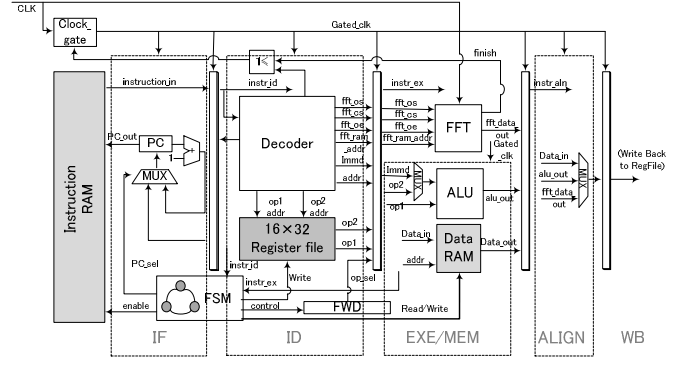 CLK
Clock_
gate
Gated_clk
finish
1≤
instruction_in
instr_id
instr_ex
instr_aln
Instruction
RAM
PC_out
PC
+
1
MUX
PC_sel
enable
Decoder
fft_os
fft_cs
fft_oe
fft_ram
_addr
Immd
addr
fft_os
fft_cs
fft_oe
fft_ram_addr
FFT
fft_data
out
Gated
_clk
Immd
op2
op1
MUX
ALU
alu_out
op1
addr
op2
addr
16×32
Register file
op2
op1
Data_in
addr
Data
RAM
Data_out
Data_in
alu_out
fft_data
out
MUX
(Write Back
to RegFile)
instr_id
instr_ex
Write
op_sel
FSM
control
FWD
Read/Write
IF
ID
EXE/MEM
ALIGN
WB